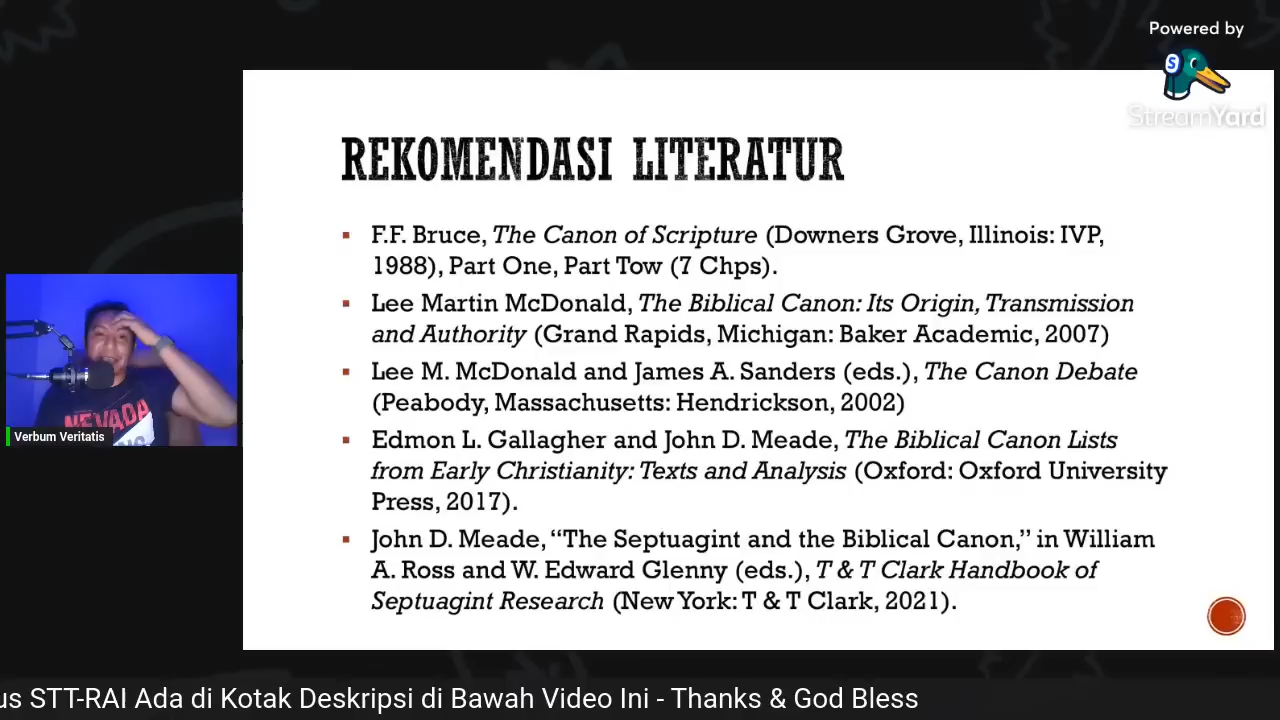 Powered by
S
StreamYard
REKOMENDASI LITERATUR
▪ F.F. Bruce, The Canon of Scripture (Downers Grove, Illinois: IVP,
1988), Part One, Part Tow (7 Chps).
▪ Lee Martin McDonald, The Biblical Canon: Its Origin, Transmission
and Authority (Grand Rapids, Michigan: Baker Academic, 2007)
▪ Lee M. McDonald and James A. Sanders (eds.), The Canon Debate
(Peabody, Massachusetts: Hendrickson, 2002)
▪ Edmon L. Gallagher and John D. Meade, The Biblical Canon Lists
from Early Christianity: Texts and Analysis (Oxford: Oxford University
Press, 2017).
▪ John D. Meade, “The Septuagint and the Biblical Canon,” in William
A. Ross and W. Edward Glenny (eds.), T & T Clark Handbook of
Septuagint Research (New York: T & T Clark, 2021).
NEVADA
Verbum Veritatis
us STT-RAI Ada di Kotak Deskripsi di Bawah Video Ini - Thanks & God Bless